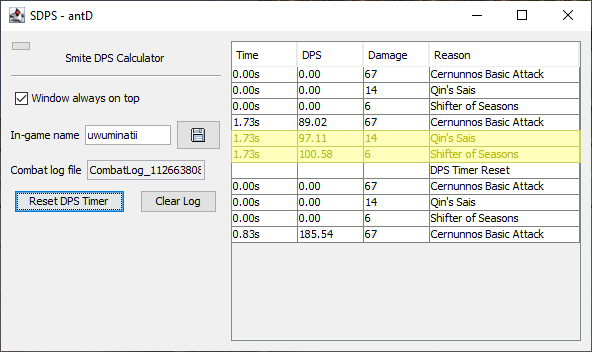 SDPS - antD
Smite DPS Calculator
Window always on top
In-game name uwuminatii
Combat log file CombatLog_112663808
Reset DPS Timer Clear Log
Time DPS Damage Reason
0.00s 0.00 67 Cernunnos Basic Attack
0.00s 0.00 14 Qin's Sais
0.00s 0.00 6 Shifter of Seasons
1.73s 89.02 67 Cernunnos Basic Attack
1.73s 97.11 14 Qin's Sais
1.73s 100.58 6 Shifter of Seasons
DPS Timer Reset
0.00s 0.00 67 Cernunnos Basic Attack
0.00s 0.00 14 Qin's Sais
0.00s 0.00 6 Shifter of Seasons
0.83s 185.54 67 Cernunnos Basic Attack